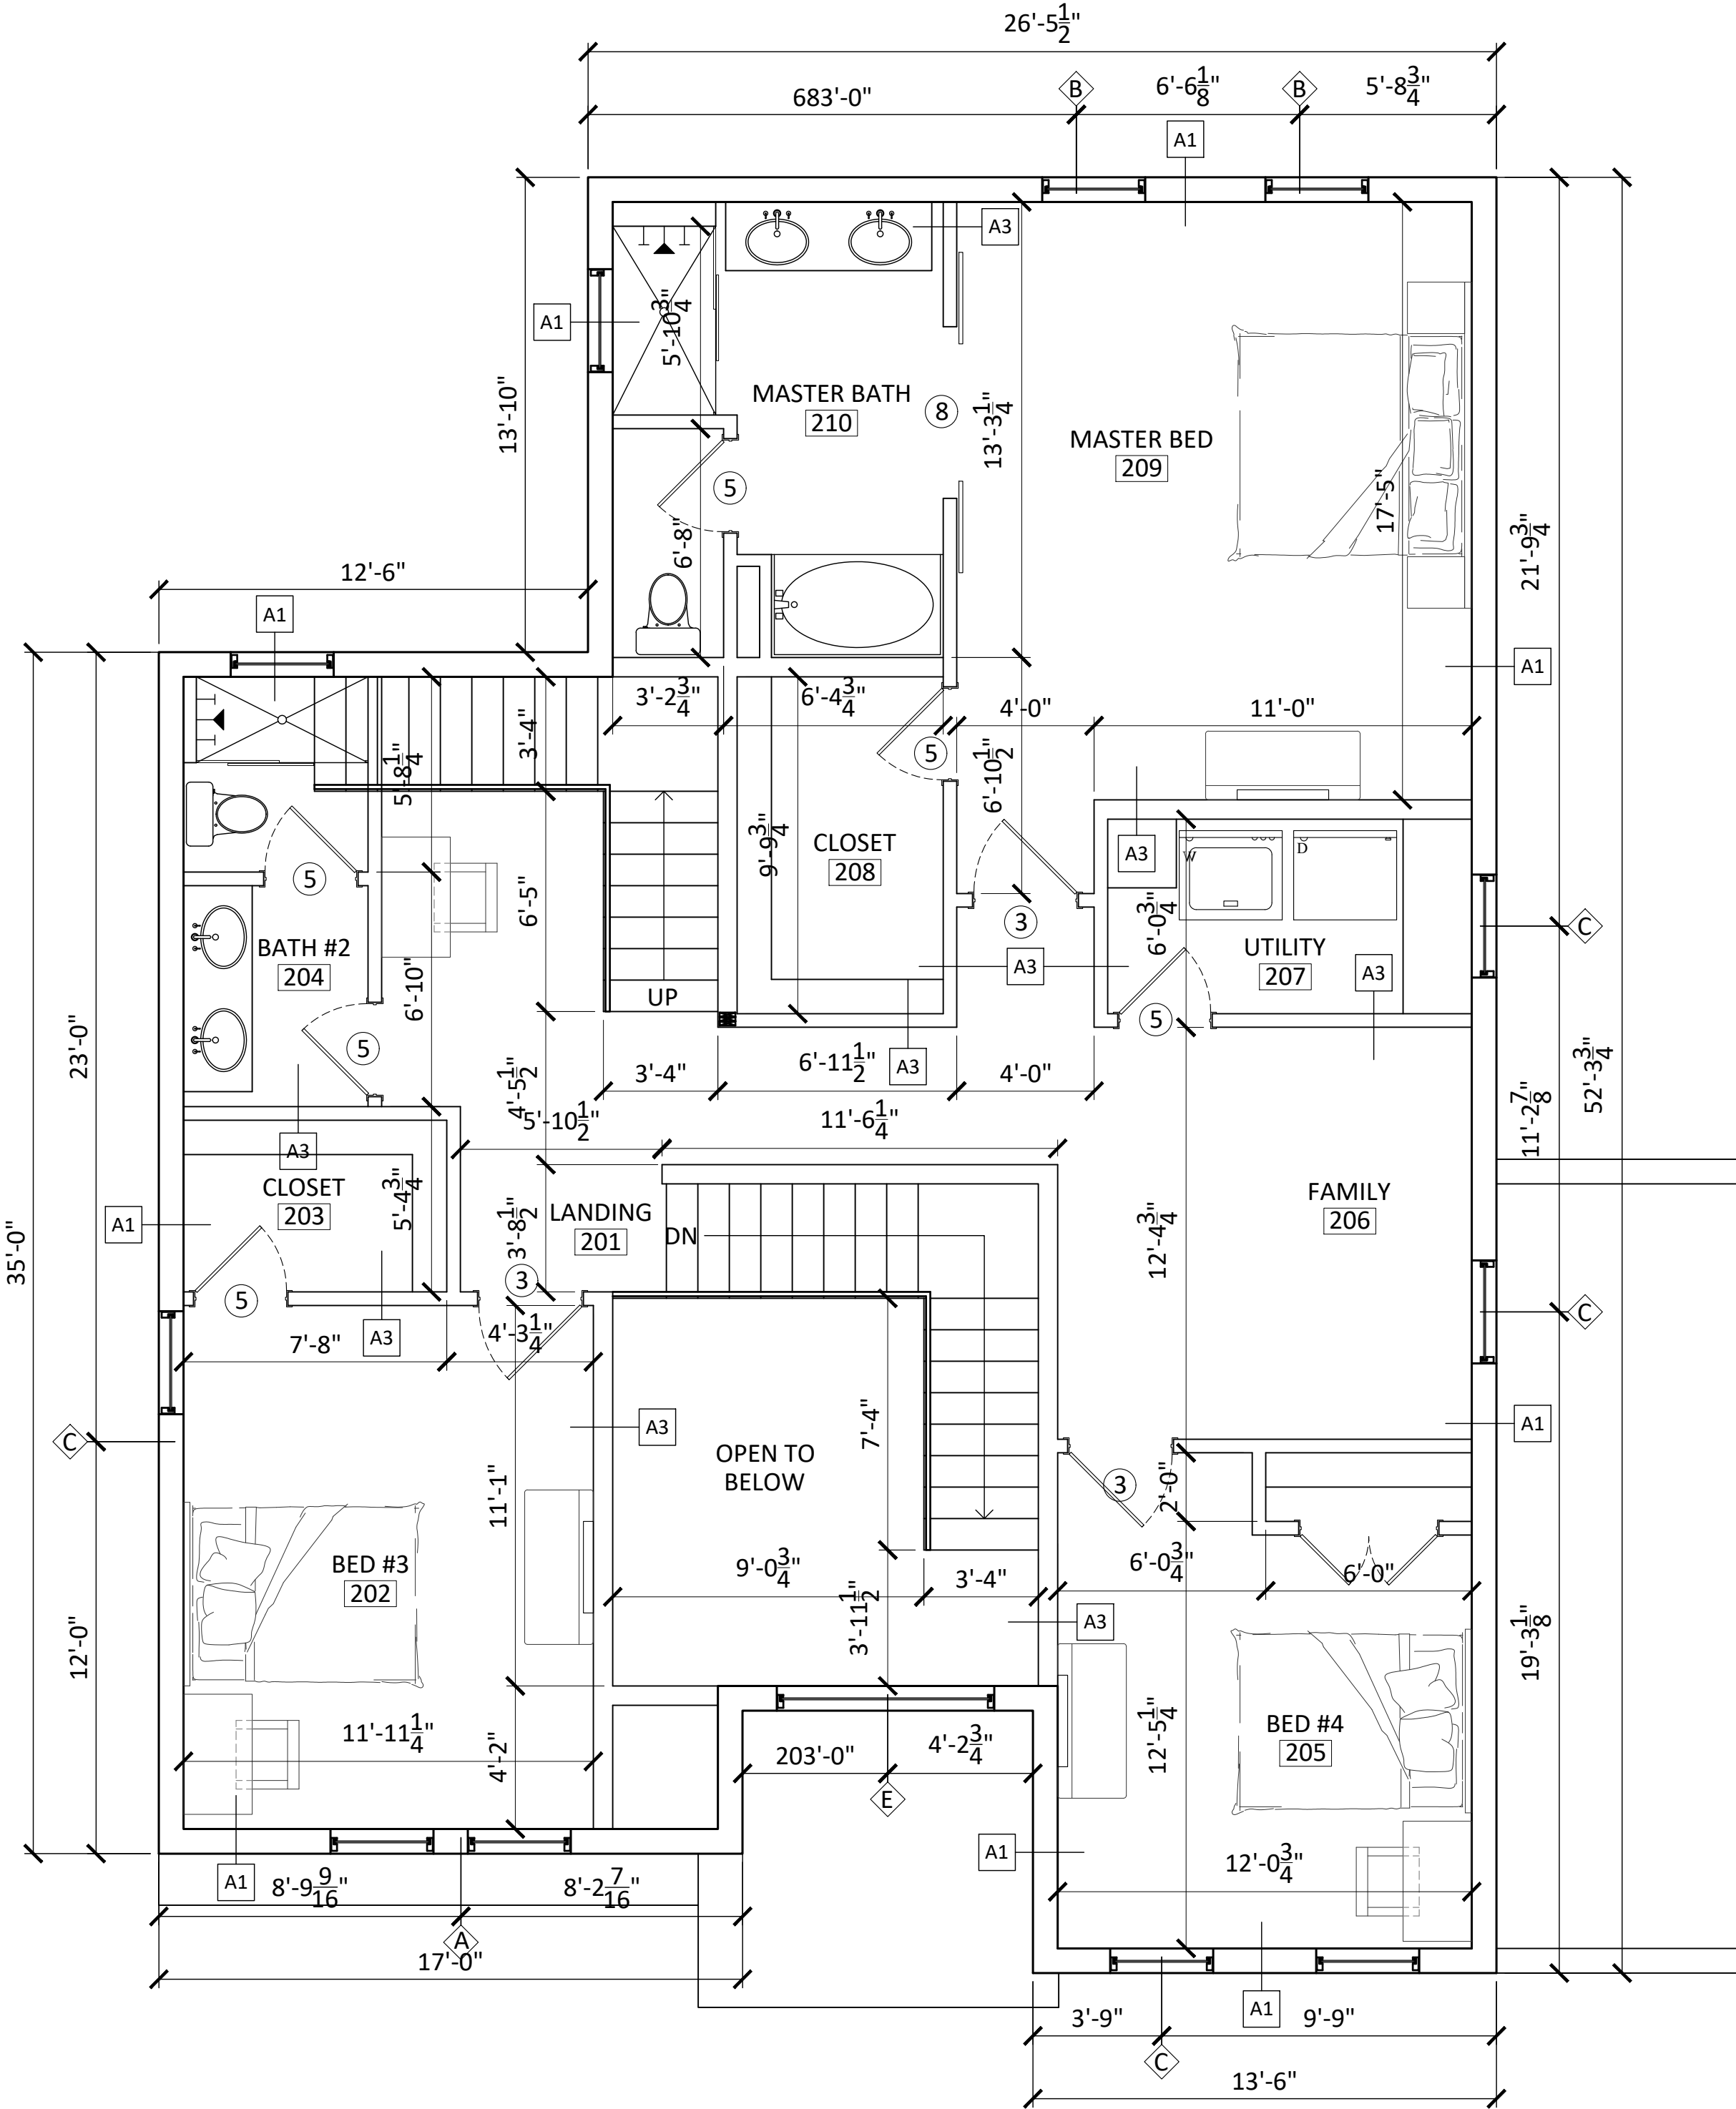 26'-5 1/2"
683'-0"
B
6'-6 1/8"
B
5'-8 3/4"
A1
A3
A1
5'-10 3/4"
13'-10"
MASTER BATH
210
8
13'-3 1/4"
MASTER BED
209
5
17'-5"
6'-8"
21'-9 3/4"
12'-6"
A1
A1
3'-2 3/4"
6'-4 3/4"
4'-0"
11'-0"
3'-4"
5'-8 1/4"
5
6'-10 1/2"
9'-9 3/4"
CLOSET
208
A3
W
D
5
6'-5"
3
6'-0 3/4"
C
BATH #2
204
UTILITY
207
A3
A3
6'-10"
UP
5
5
23'-0"
4'-5 1/2"
3'-4"
6'-11 1/2"
A3
4'-0"
11'-2 7/8"
52'-3 3/4"
5'-10 1/2"
11'-6 1/4"
A3
CLOSET
203
5'-4 3/4"
A1
3'-8 1/2"
LANDING
201
DN
12'-4 3/4"
FAMILY
206
35'-0"
5
3
C
7'-8"
A3
4'-3 1/4"
C
A3
7'-4"
A1
OPEN TO
BELOW
11'-1"
3
2'-0"
BED #3
202
9'-0 3/4"
3'-4"
6'-0 3/4"
6'-0"
12'-0"
3'-11 1/2"
A3
19'-3 1/8"
11'-11 1/4"
4'-2"
203'-0"
4'-2 3/4"
12'-5 1/4"
BED #4
205
E
A1
A1
12'-0 3/4"
8'-9 9/16"
8'-2 7/16"
A
17'-0"
A1
3'-9"
9'-9"
C
13'-6"